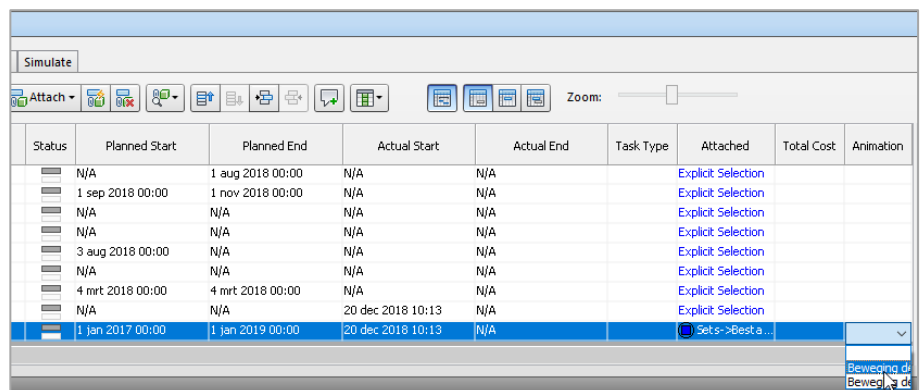 Simulate
Attach
Zoom:
Status Planned Start Planned End Actual Start Actual End Task Type Attached Total Cost Animation
N/A 1 aug 2018 00:00 N/A N/A Explicit Selection
1 sep 2018 00:00 1 nov 2018 00:00 N/A N/A Explicit Selection
N/A N/A N/A N/A Explicit Selection
N/A N/A N/A N/A Explicit Selection
3 aug 2018 00:00 N/A N/A N/A Explicit Selection
N/A N/A N/A N/A Explicit Selection
4 mrt 2018 00:00 4 mrt 2018 00:00 N/A N/A Explicit Selection
N/A N/A 20 dec 2018 10:13 N/A Explicit Selection
1 jan 2017 00:00 1 jan 2019 00:00 20 dec 2018 10:13 N/A Sets->Besta...
Beweging de
Beweging de